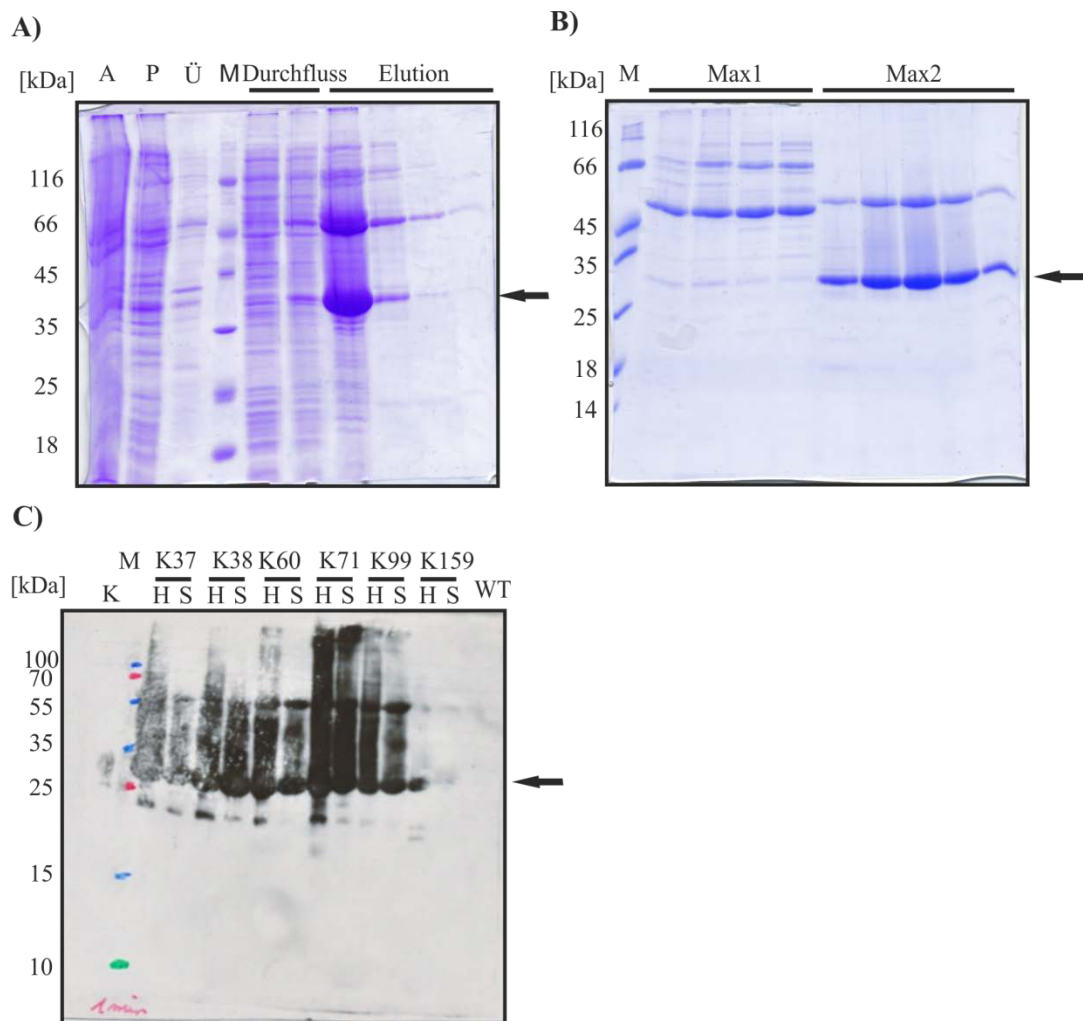 A)
[kDa] A P Ü M Durchfluss Elution
116
66
45
35
25
18
B)
[kDa] M Max1 Max2
116
66
45
35
25
18
14
C)
M K37 K38 K60 K71 K99 K159
[kDa] K H S H S H S H S H S H S WT
100
70
55
35
25
15
10
1 min